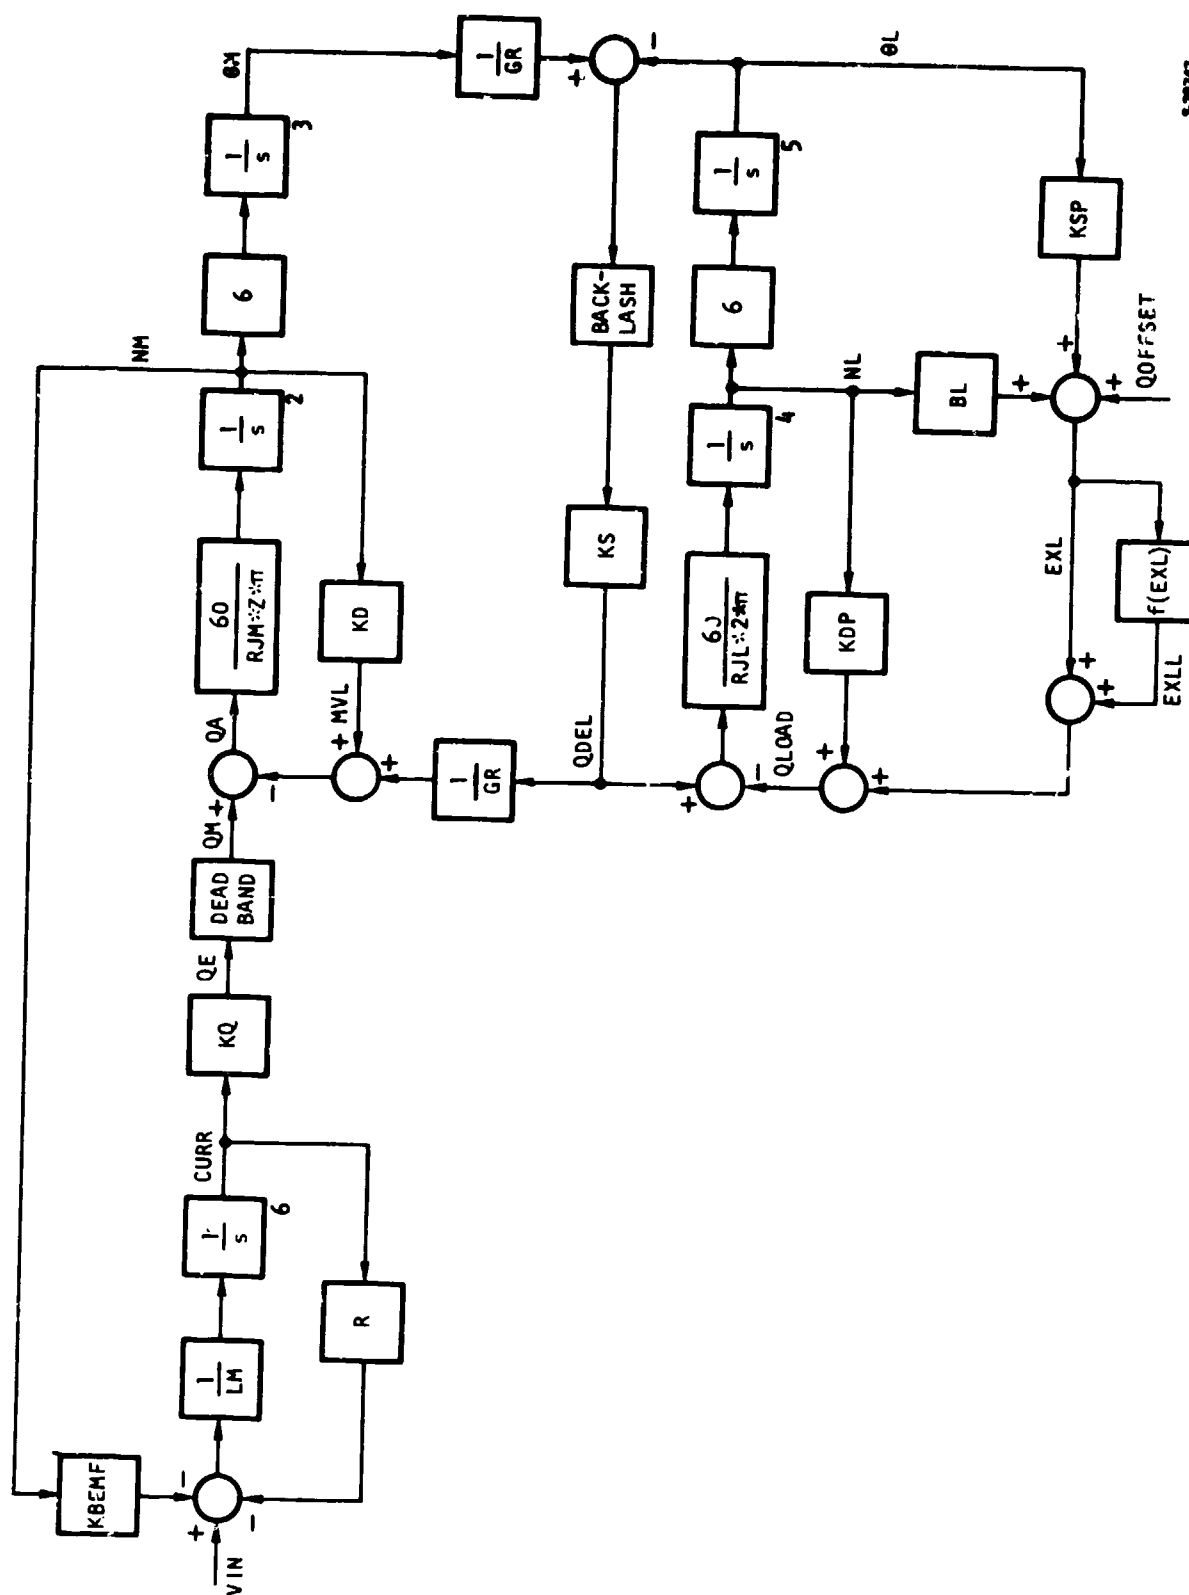 NM
KBEMF
VIN
+
-
-
1
LM
1
s
6
CURR
R
KQ
QE
DEAD
BAND
QM
+
-
QA
60
RJM*2*π
1
s
2
6
1
s
3
θM
KD
MVL
+
+
1
GR
1
GR
+
-
QDEL
KS
BACK-
LASH
+
-
6J
RJL*2*π
1
s
4
6
1
s
5
θL
QLOAD
+
+
KDP
NL
BL
KSP
+
+
+
QOFFSET
EXL
+
+
f(EXL)
EXLL